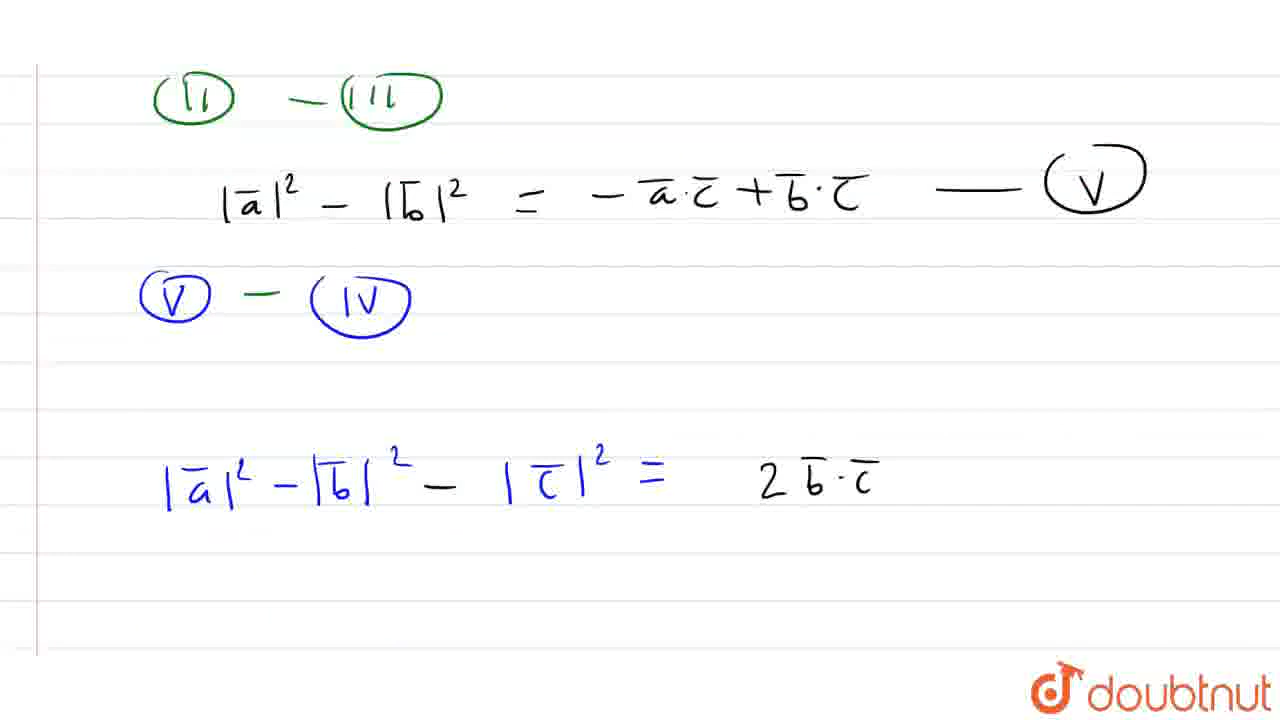 (II) - (III)
|a̅|² - |b̅|² = - a̅·c̅ + b̅·c̅ — (V)
(V) - (IV)
|a̅|² - |b̅|² - |c̅|² = 2 b̅·c̅
doubtnut